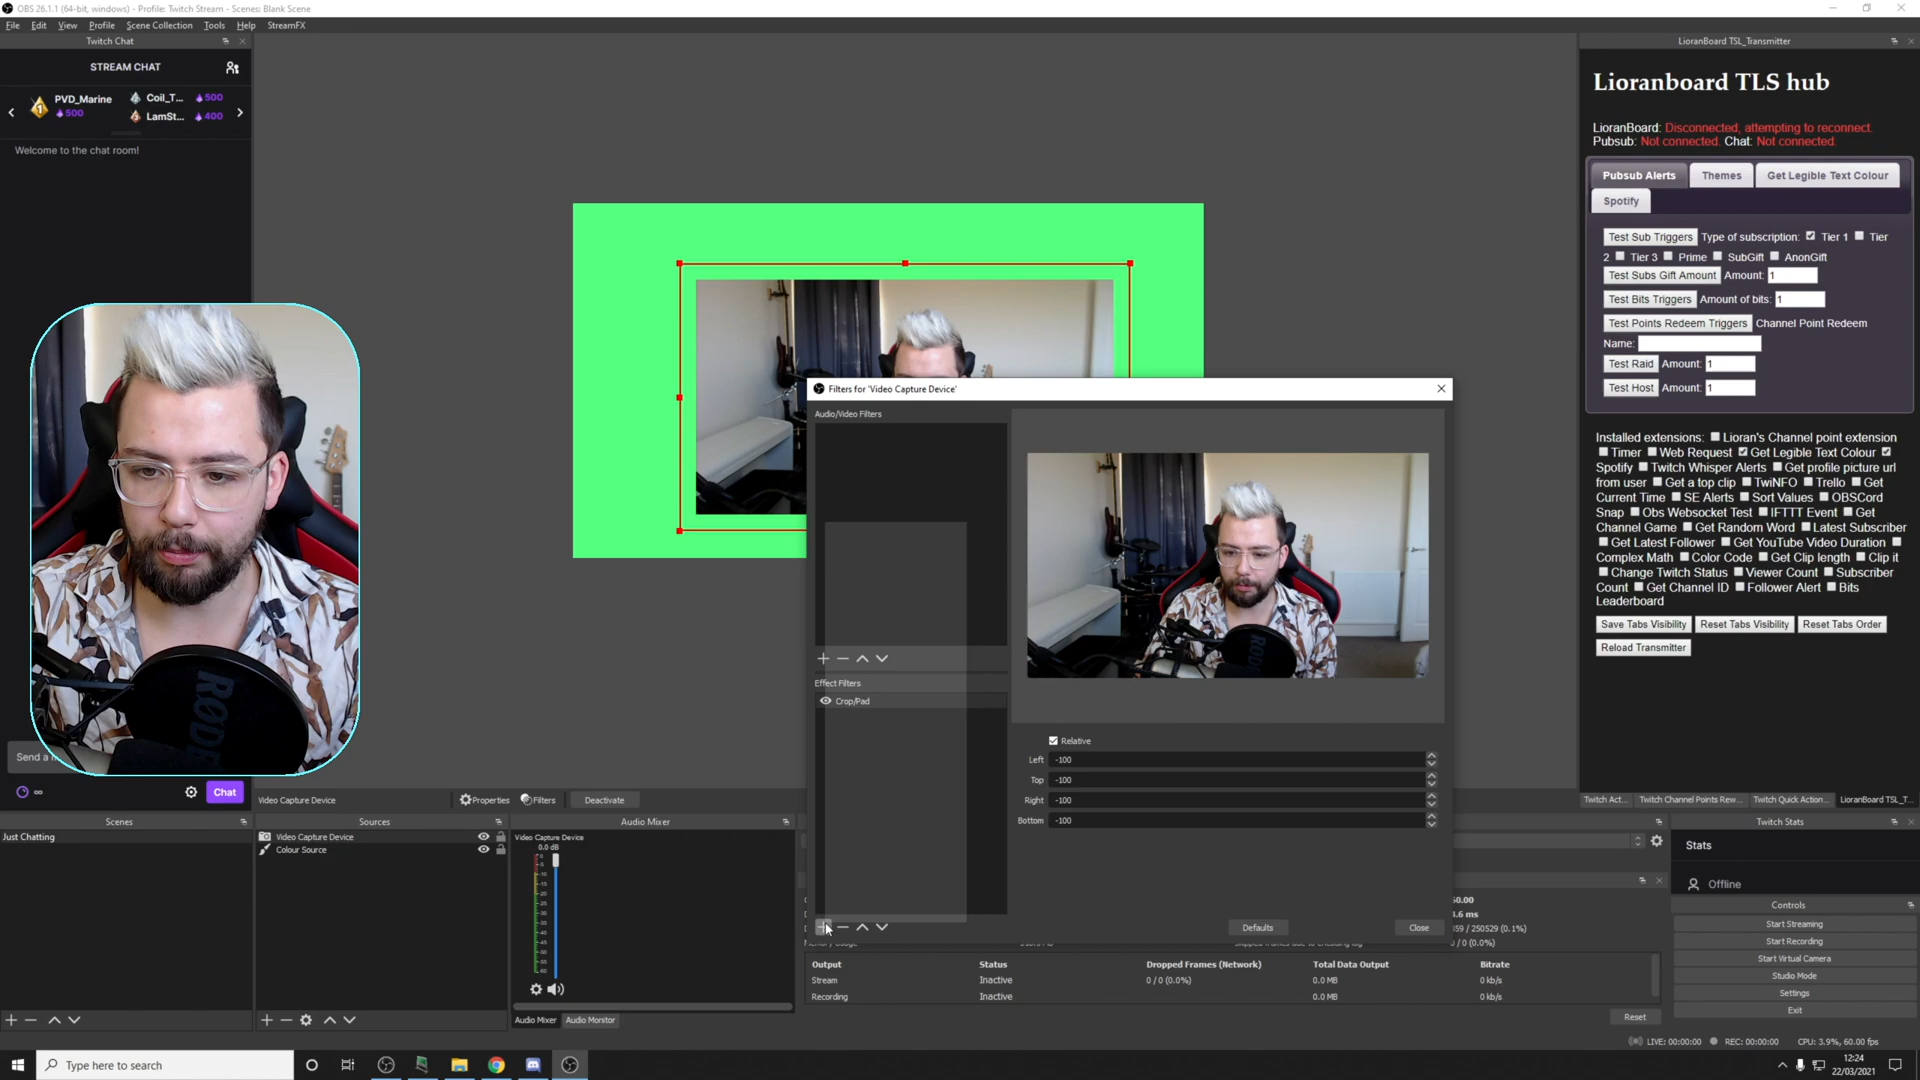 OBS 26.1.1 (64-bit, windows) - Profile: Twitch Stream - Scenes: Blank Scene
File Edit View Profile Scene Collection Tools Help StreamFX
Twitch Chat
STREAM CHAT
PVD_Marine
500
Coil_T... 500
LamSt... 400
Welcome to the chat room!
Send a
Chat
RØDE
Filters for 'Video Capture Device'
Audio/Video Filters
Effect Filters
Crop/Pad
Relative
Left -100
Top -100
Right -100
Bottom -100
Defaults
Close
LioranBoard TSL_Transmitter
Lioranboard TLS hub
LioranBoard: Disconnected, attempting to reconnect.
Pubsub: Not connected. Chat: Not connected.
Pubsub Alerts Themes Get Legible Text Colour
Spotify
Test Sub Triggers Type of subscription: Tier 1 Tier
2 Tier 3 Prime SubGift AnonGift
Test Subs Gift Amount Amount: 1
Test Bits Triggers Amount of bits: 1
Test Points Redeem Triggers Channel Point Redeem
Name:
Test Raid Amount: 1
Test Host Amount: 1
Installed extensions: Lioran's Channel point extension
Timer Web Request Get Legible Text Colour
Spotify Twitch Whisper Alerts Get profile picture url
from user Get a top clip TwiNFO Trello Get
Current Time SE Alerts Sort Values OBSCord
Snap Obs Websocket Test IFTTT Event Get
Channel Game Get Random Word Latest Subscriber
Get Latest Follower Get YouTube Video Duration
Complex Math Color Code Get Clip length Clip it
Change Twitch Status Viewer Count Subscriber
Count Get Channel ID Follower Alert Bits
Leaderboard
Save Tabs Visibility Reset Tabs Visibility Reset Tabs Order
Reload Transmitter
Video Capture Device Properties Filters Deactivate
Twitch Act... Twitch Channel Points Rew... Twitch Quick Action... LioranBoard TSL_T...
Scenes
Just Chatting
Sources
Video Capture Device
Colour Source
Audio Mixer
Video Capture Device
0.0 dB
Audio Mixer Audio Monitor
/ 250529 (0.1%)
/ 0 (0.0%)
Output Status Dropped Frames (Network) Total Data Output Bitrate
Stream Inactive 0 / 0 (0.0%) 0.0 MB 0 kb/s
Recording Inactive 0.0 MB 0 kb/s
Reset
Twitch Stats
Stats
Offline
Controls
Start Streaming
Start Recording
Start Virtual Camera
Studio Mode
Settings
Exit
LIVE: 00:00:00 REC: 00:00:00 CPU: 3.9%, 60.00 fps
Type here to search
12:24
22/03/2021